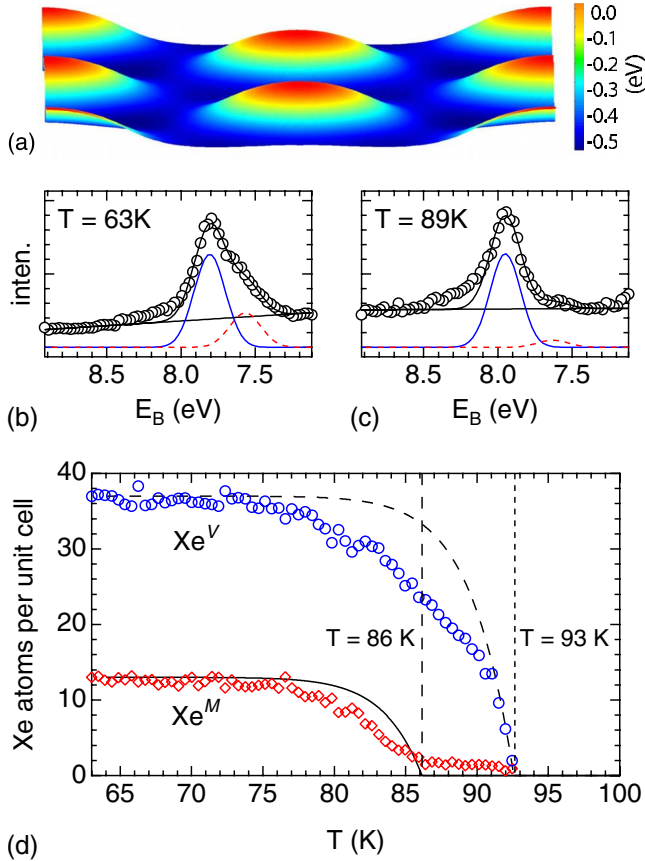 0.0
-0.1
-0.2
-0.3
-0.4
-0.5
(eV)
(a)
T = 63K
T = 89K
inten.
8.5 8.0 7.5
8.5 8.0 7.5
(b) E_B (eV)
(c) E_B (eV)
40
30
20
10
0
Xe atoms per unit cell
Xe^V
T = 86 K
T = 93 K
Xe^M
65 70 75 80 85 90 95 100
(d) T (K)